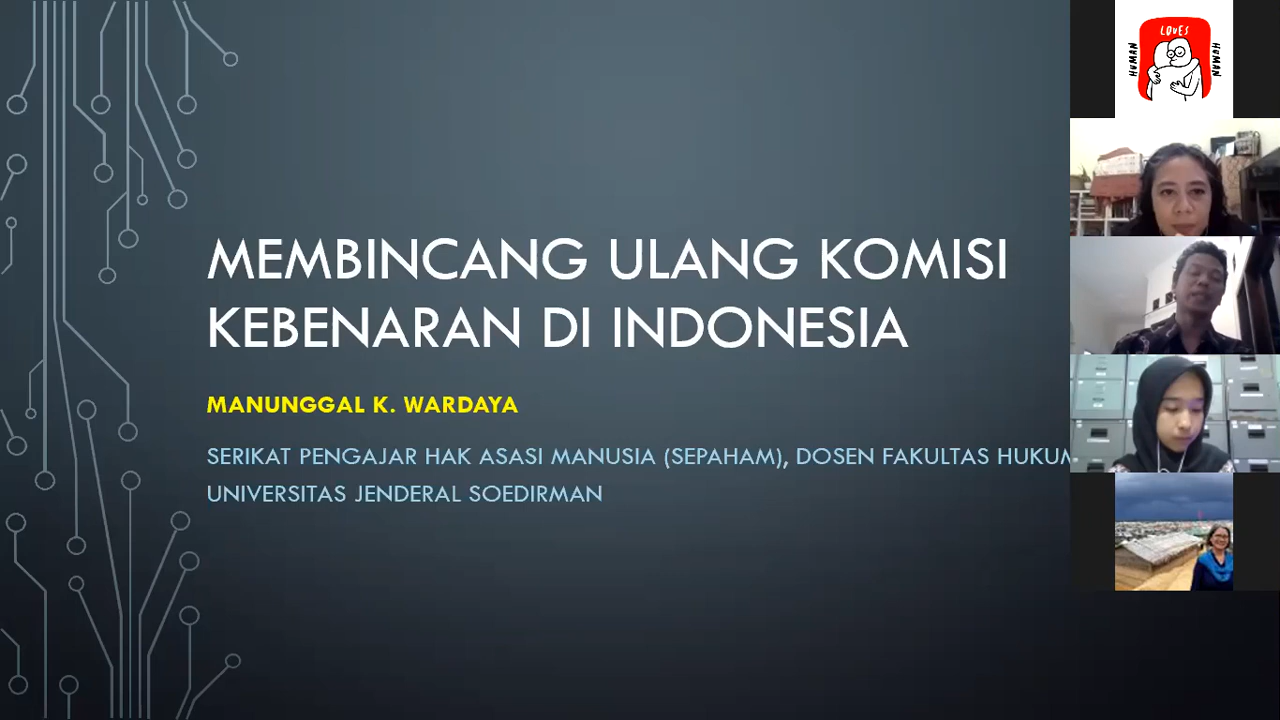 MEMBINCANG ULANG KOMISI
KEBENARAN DI INDONESIA
MANUNGGAL K. WARDAYA
SERIKAT PENGAJAR HAK ASASI MANUSIA (SEPAHAM), DOSEN FAKULTAS HUKUM
UNIVERSITAS JENDERAL SOEDIRMAN
HUMAN
LOVES
HUMAN